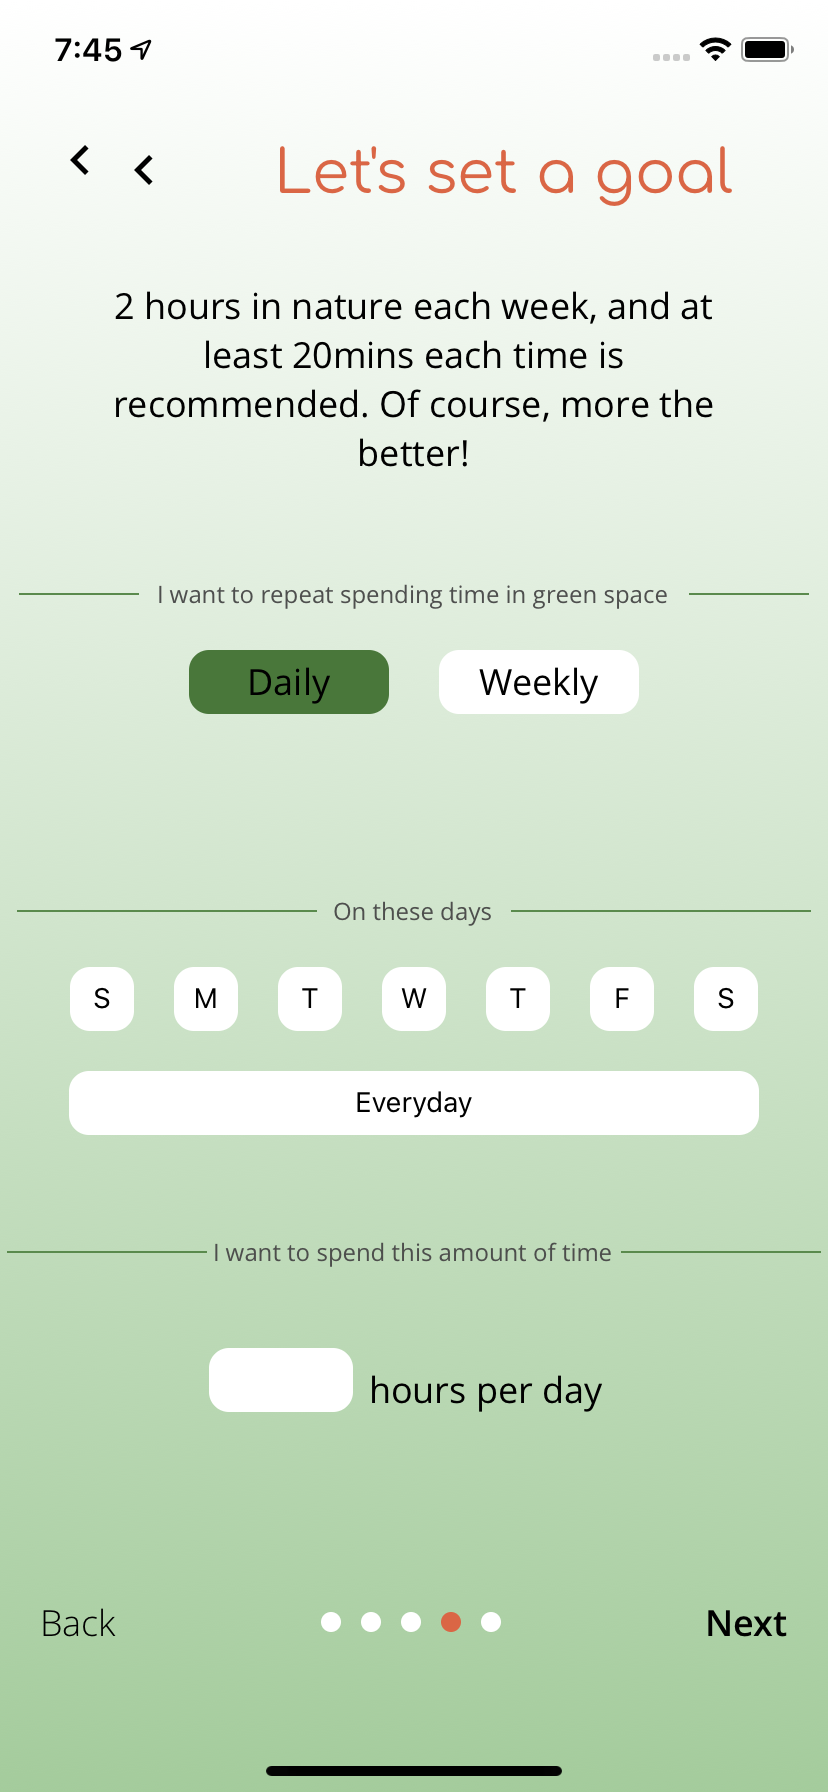 7:45
Let's set a goal
2 hours in nature each week, and at
least 20mins each time is
recommended. Of course, more the
better!
I want to repeat spending time in green space
Daily Weekly
On these days
S M T W T F S
Everyday
I want to spend this amount of time
hours per day
Back Next